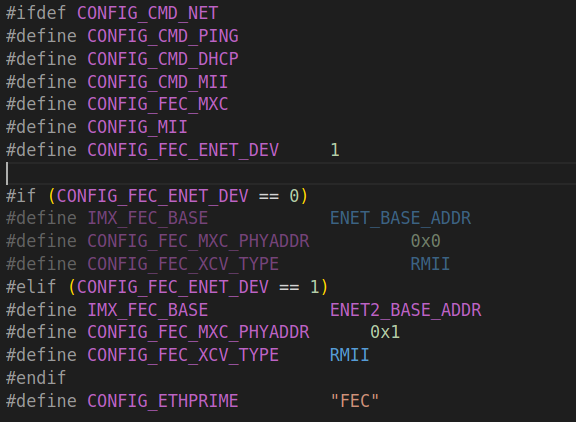 #ifdef CONFIG_CMD_NET
#define CONFIG_CMD_PING
#define CONFIG_CMD_DHCP
#define CONFIG_CMD_MII
#define CONFIG_FEC_MXC
#define CONFIG_MII
#define CONFIG_FEC_ENET_DEV     1

#if (CONFIG_FEC_ENET_DEV == 0)
#define IMX_FEC_BASE            ENET_BASE_ADDR
#define CONFIG_FEC_MXC_PHYADDR          0x0
#define CONFIG_FEC_XCV_TYPE             RMII
#elif (CONFIG_FEC_ENET_DEV == 1)
#define IMX_FEC_BASE            ENET2_BASE_ADDR
#define CONFIG_FEC_MXC_PHYADDR      0x1
#define CONFIG_FEC_XCV_TYPE     RMII
#endif
#define CONFIG_ETHPRIME         "FEC"